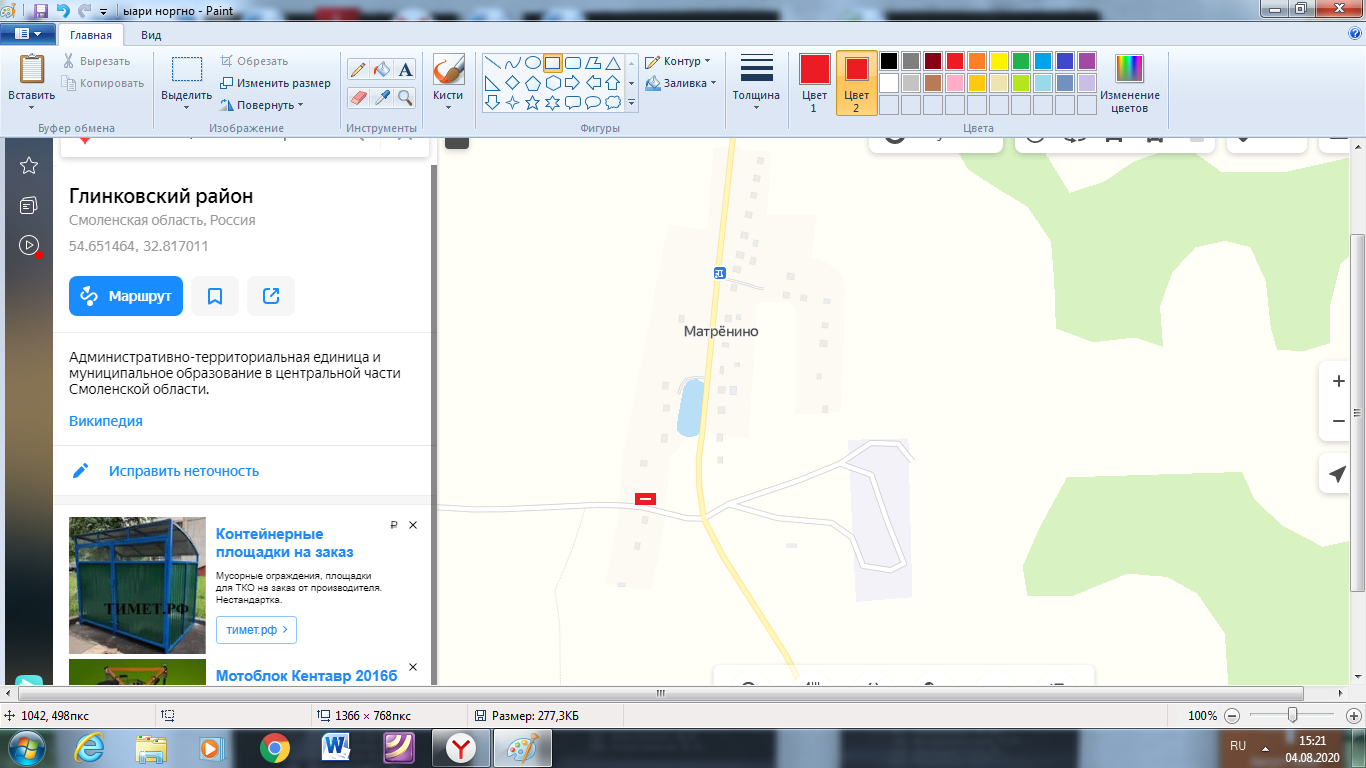 ыари норгно - Paint
Главная
Вид
Вставить
Вырезать
Копировать
Буфер обмена
Выделить
Обрезать
Изменить размер
Повернуть
Изображение
A
Инструменты
Кисти
Контур
Заливка
Фигуры
Толщина
Цвет 1
Цвет 2
Изменение
цветов
Цвета
Глинковский район
Смоленская область, Россия
54.651464, 32.817011
Маршрут
Административно-территориальная единица и
муниципальное образование в центральной части
Смоленской области.
Википедия
Исправить неточность
Контейнерные
площадки на заказ
Мусорные ограждения, площадки
для ТКО на заказ от производителя.
Нестандартка.
тимет.рф
ТИМЕТ.РФ
Мотоблок Кентавр 2016б
Матрёнино
1042, 498пкс
1366 × 768пкс
Размер: 277,3КБ
100%
RU
15:21
04.08.2020